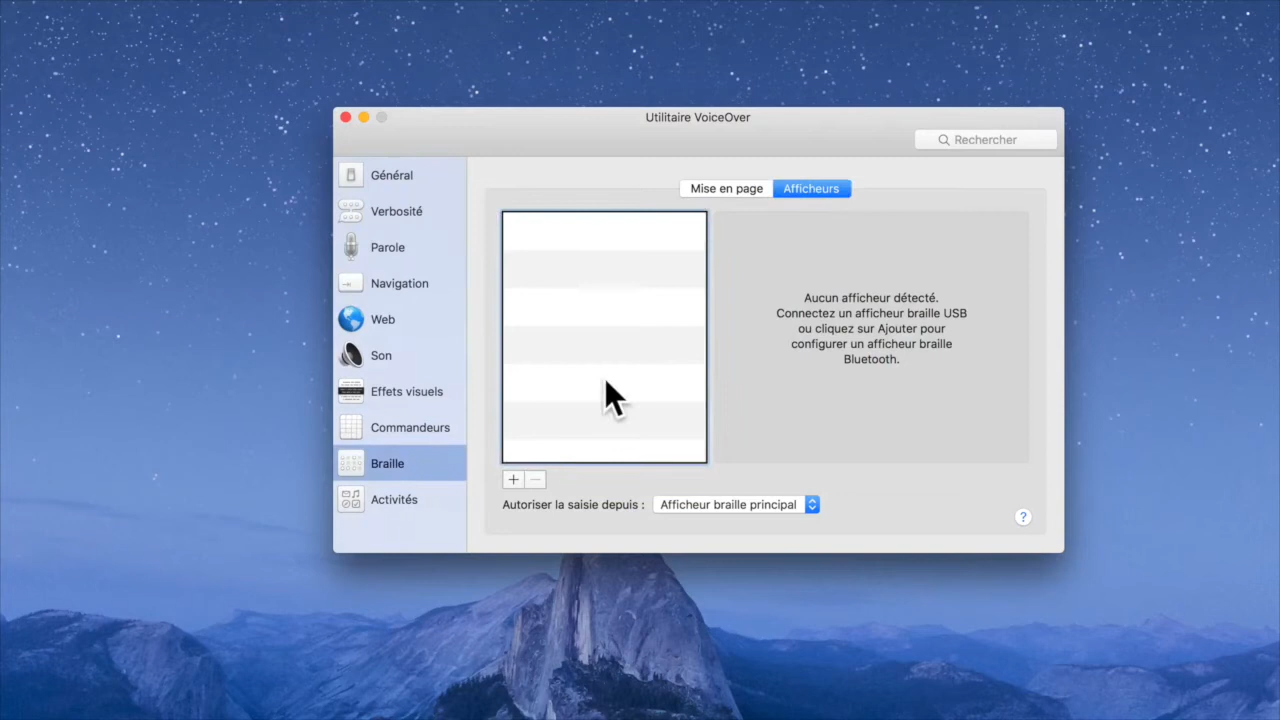 Utilitaire VoiceOver
Rechercher
Général
Verbosité
Parole
Navigation
Web
Son
Effets visuels
Commandeurs
Braille
Activités
Mise en page
Afficheurs
Aucun afficheur détecté.
Connectez un afficheur braille USB
ou cliquez sur Ajouter pour
configurer un afficheur braille
Bluetooth.
+ −
Autoriser la saisie depuis : Afficheur braille principal
?